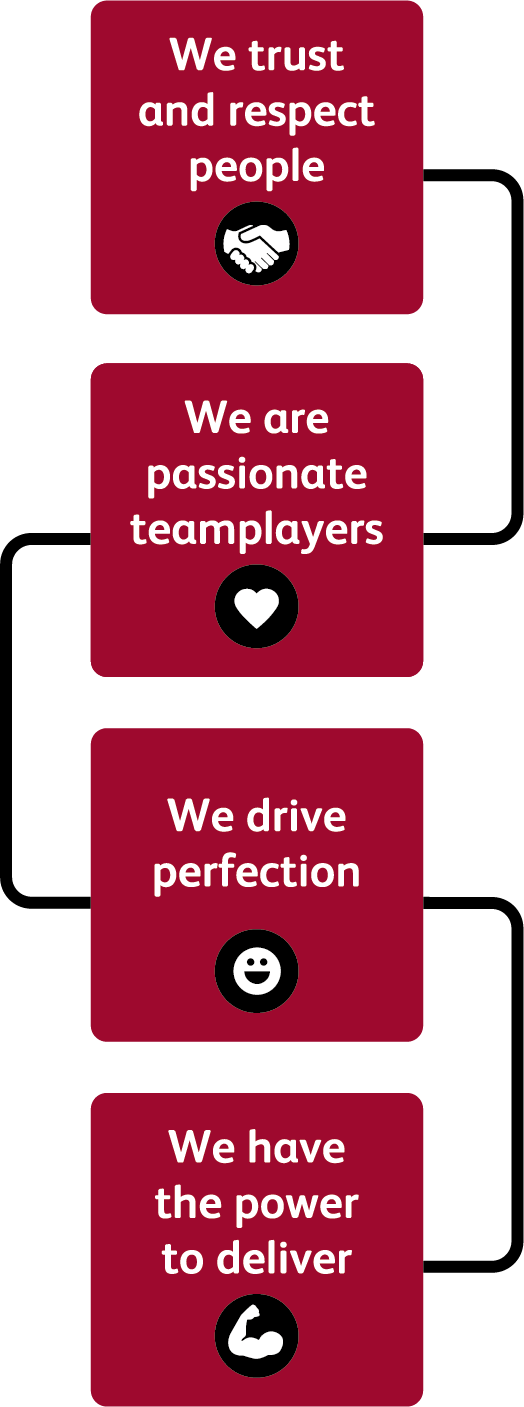 We trust
and respect
people
We are
passionate
teamplayers
We drive
perfection
We have
the power
to deliver